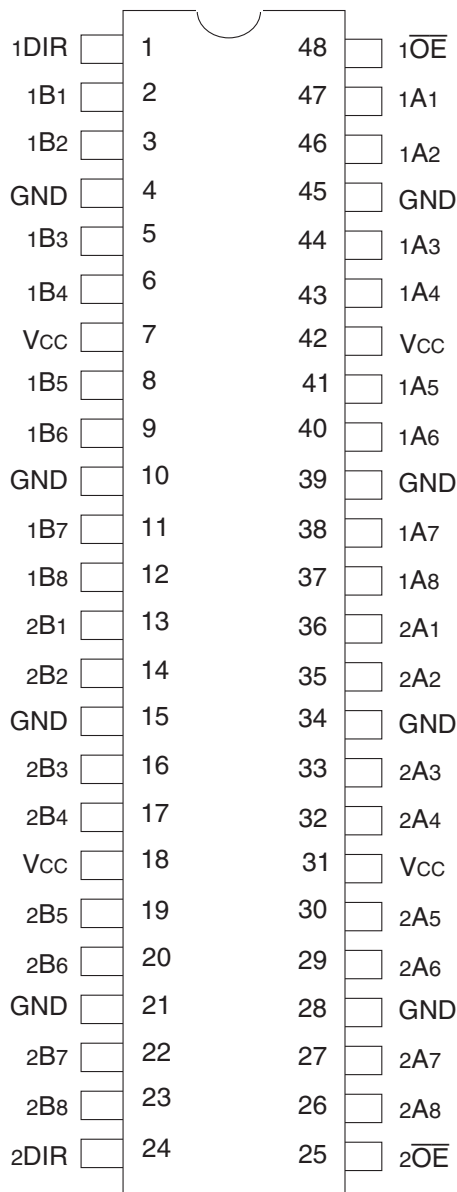 1DIR 1 48 1OE
1B1 2 47 1A1
1B2 3 46 1A2
GND 4 45 GND
1B3 5 44 1A3
1B4 6 43 1A4
VCC 7 42 VCC
1B5 8 41 1A5
1B6 9 40 1A6
GND 10 39 GND
1B7 11 38 1A7
1B8 12 37 1A8
2B1 13 36 2A1
2B2 14 35 2A2
GND 15 34 GND
2B3 16 33 2A3
2B4 17 32 2A4
VCC 18 31 VCC
2B5 19 30 2A5
2B6 20 29 2A6
GND 21 28 GND
2B7 22 27 2A7
2B8 23 26 2A8
2DIR 24 25 2OE